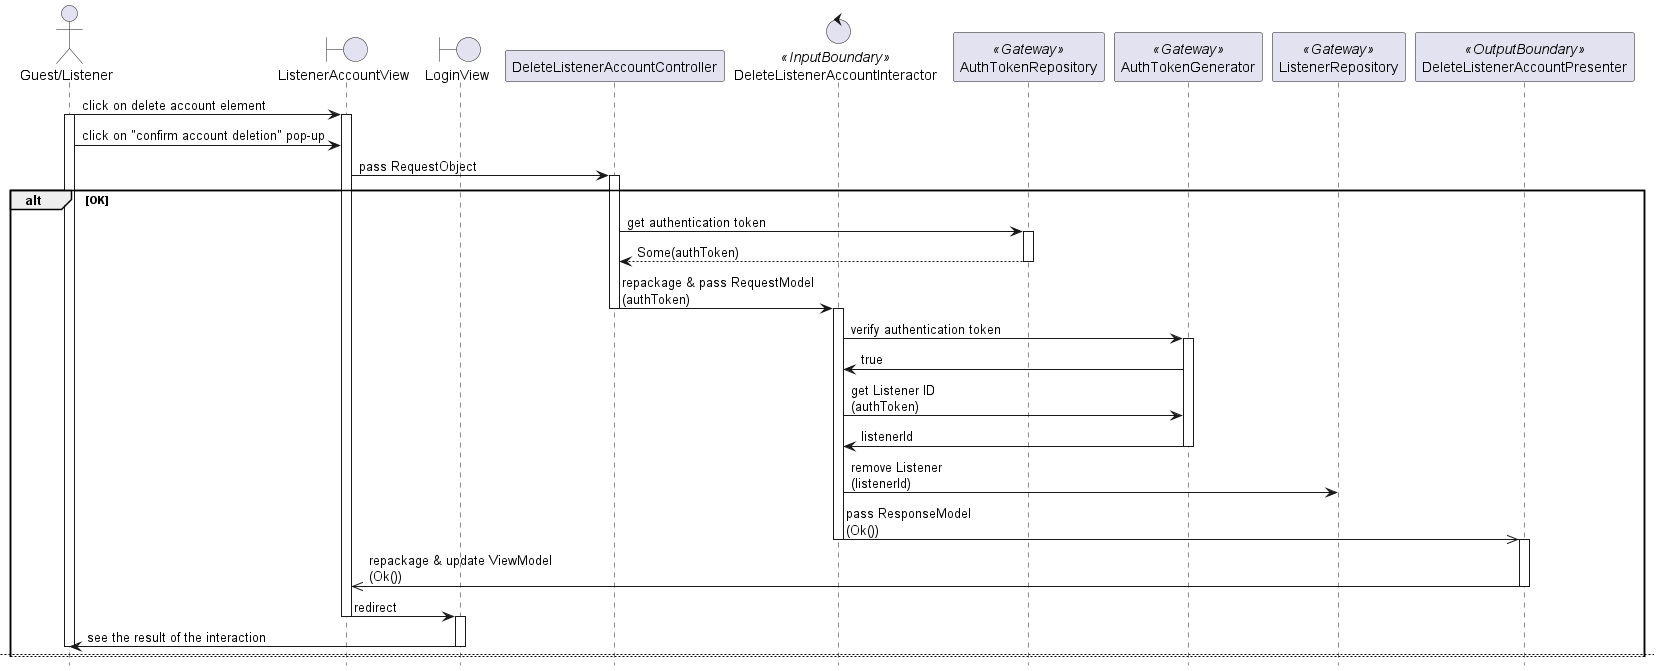 «Gateway» «Gateway» «Gateway» «OutputBoundary»
«InputBoundary»
Guest/Listener ListenerAccountView LoginView DeleteListenerAccountController DeleteListenerAccountInteractor AuthTokenRepository AuthTokenGenerator ListenerRepository DeleteListenerAccountPresenter
click on delete account element
click on "confirm account deletion" pop-up
pass RequestObject
alt [OK]
get authentication token
Some(authToken)
repackage & pass RequestModel
(authToken)
verify authentication token
true
get Listener ID
(authToken)
listenerId
remove Listener
(listenerId)
pass ResponseModel
(Ok())
repackage & update ViewModel
(Ok())
redirect
see the result of the interaction